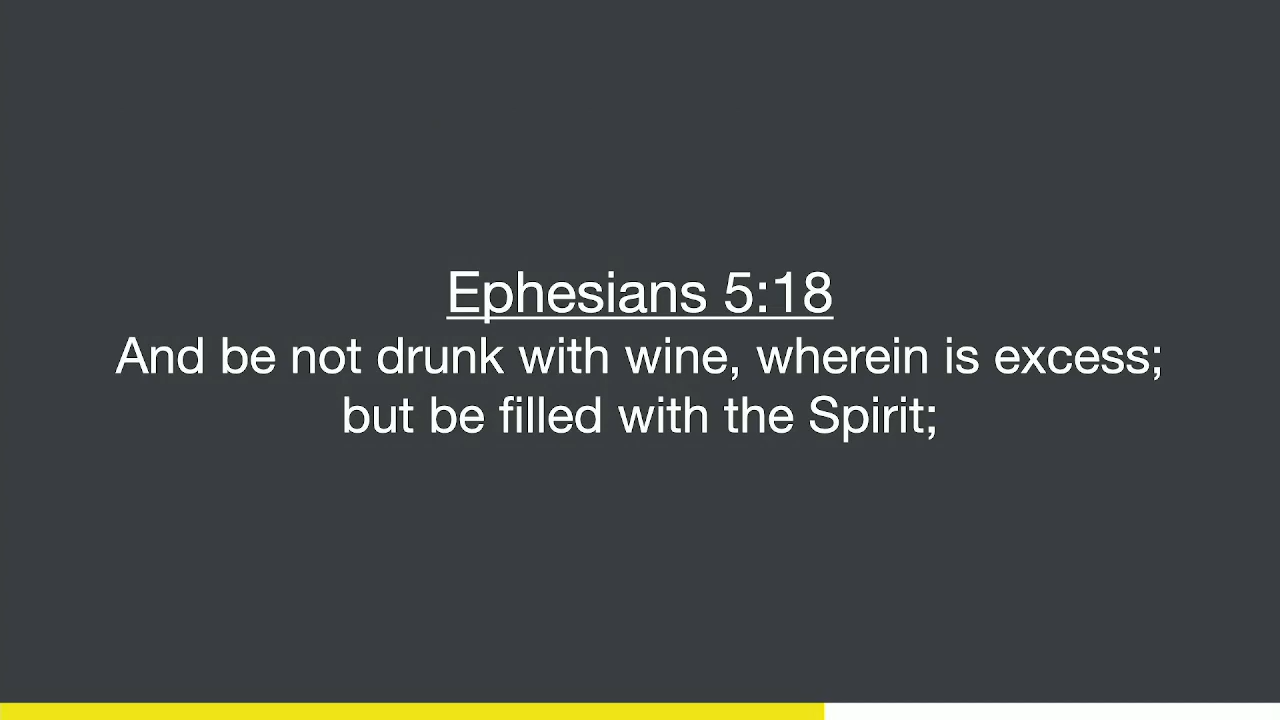 Ephesians 5:18
And be not drunk with wine, wherein is excess;
but be filled with the Spirit;